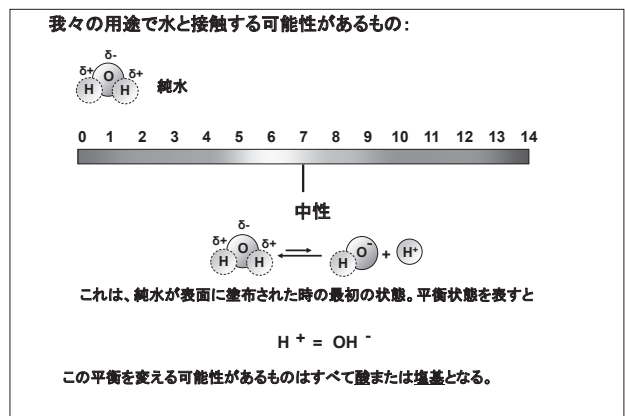 我々の用途で水と接触する可能性があるもの：
δ-
δ+ O δ+
H H 純水
0 1 2 3 4 5 6 7 8 9 10 11 12 13 14
中性
δ-
δ+ O δ+ O- + H+
H H H
これは、純水が表面に塗布された時の最初の状態。平衡状態を表すと
H + = OH -
この平衡を変える可能性があるものはすべて酸または塩基となる。